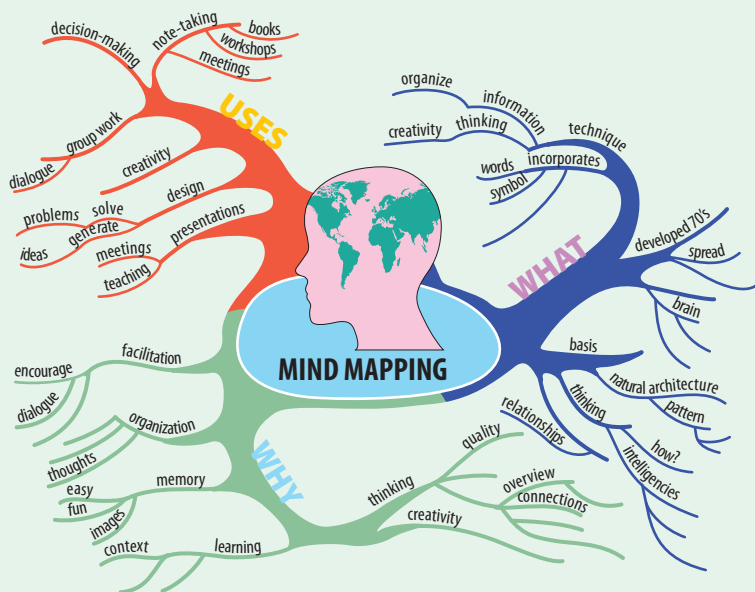 MIND MAPPING
USES
decision-making
note-taking
books
workshops
meetings
group work
dialogue
creativity
design
solve
problems
generate
ideas
presentations
meetings
teaching
WHAT
technique
information
organize
thinking
creativity
incorporates
words
symbol
developed 70's
spread
brain
basis
natural architecture
pattern
thinking
how?
inteligencies
relationships
WHY
facilitation
encourage
dialogue
organization
thoughts
memory
easy
fun
images
learning
context
thinking
quality
overview
connections
creativity